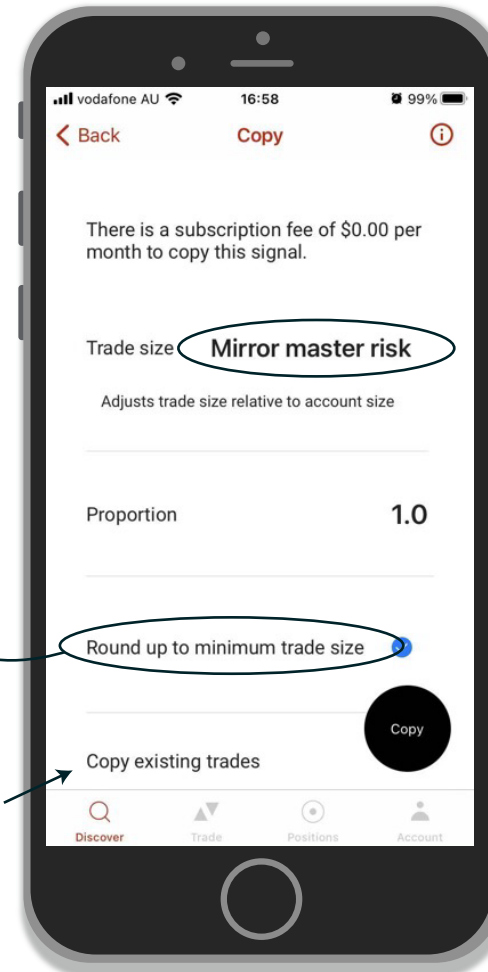 vodafone AU 16:58 99%
Back Copy
There is a subscription fee of $0.00 per
month to copy this signal.
Trade size Mirror master risk
Adjusts trade size relative to account size
Proportion 1.0
Round up to minimum trade size
Copy
Copy existing trades
Discover Trade Positions Account